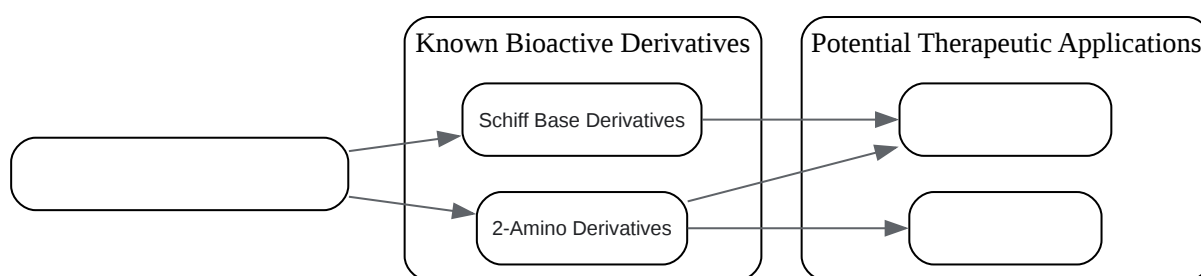 Known Bioactive Derivatives
Potential Therapeutic Applications
Schiff Base Derivatives
2-Amino Derivatives